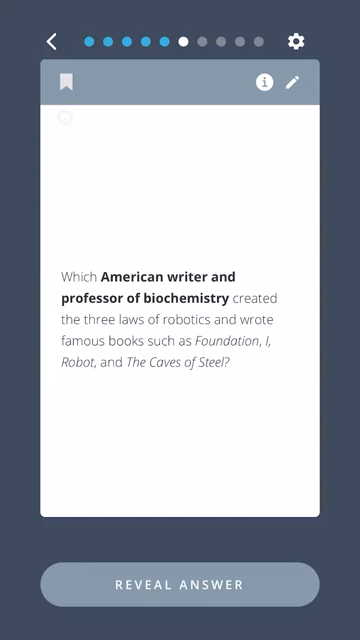 Q
Which American writer and
professor of biochemistry created
the three laws of robotics and wrote
famous books such as Foundation, I,
Robot, and The Caves of Steel?
REVEAL ANSWER